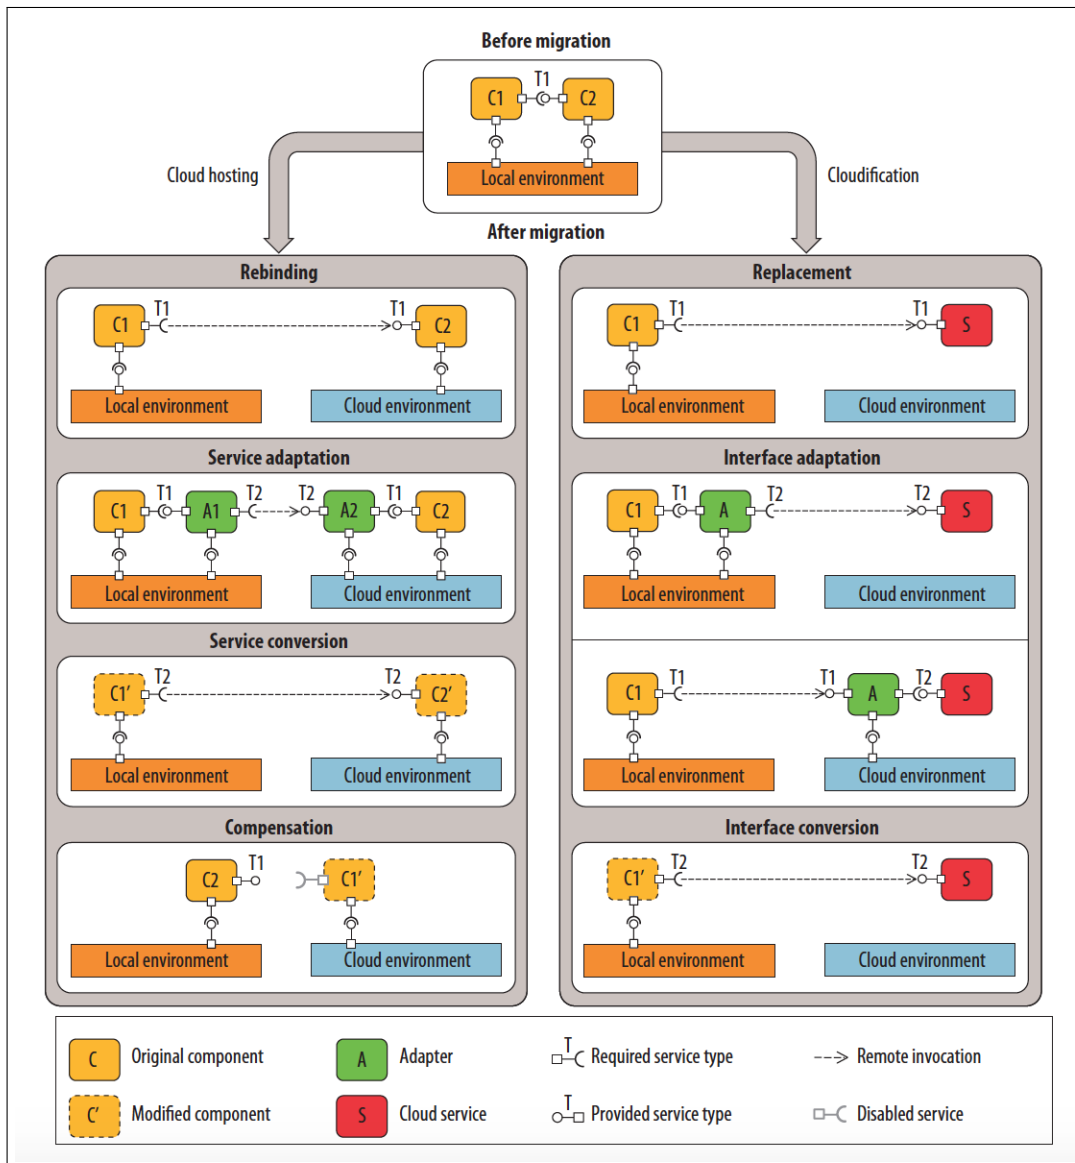 Before migration
T1
C1
C2
Local environment
Cloud hosting
Cloudification
After migration
Rebinding
T1
T1
C1
C2
Local environment
Cloud environment
Service adaptation
T1
T2
T2
T1
C1
A1
A2
C2
Local environment
Cloud environment
Service conversion
T2
T2
C1′
C2′
Local environment
Cloud environment
Compensation
T1
C2
C1′
Local environment
Cloud environment
Replacement
T1
T1
C1
S
Local environment
Cloud environment
Interface adaptation
T1
T2
T2
C1
A
S
Local environment
Cloud environment
T1
T1
T2
C1
A
S
Local environment
Cloud environment
Interface conversion
T2
T2
C1′
S
Local environment
Cloud environment
C Original component
A Adapter
T Required service type
Remote invocation
C′ Modified component
S Cloud service
T Provided service type
Disabled service